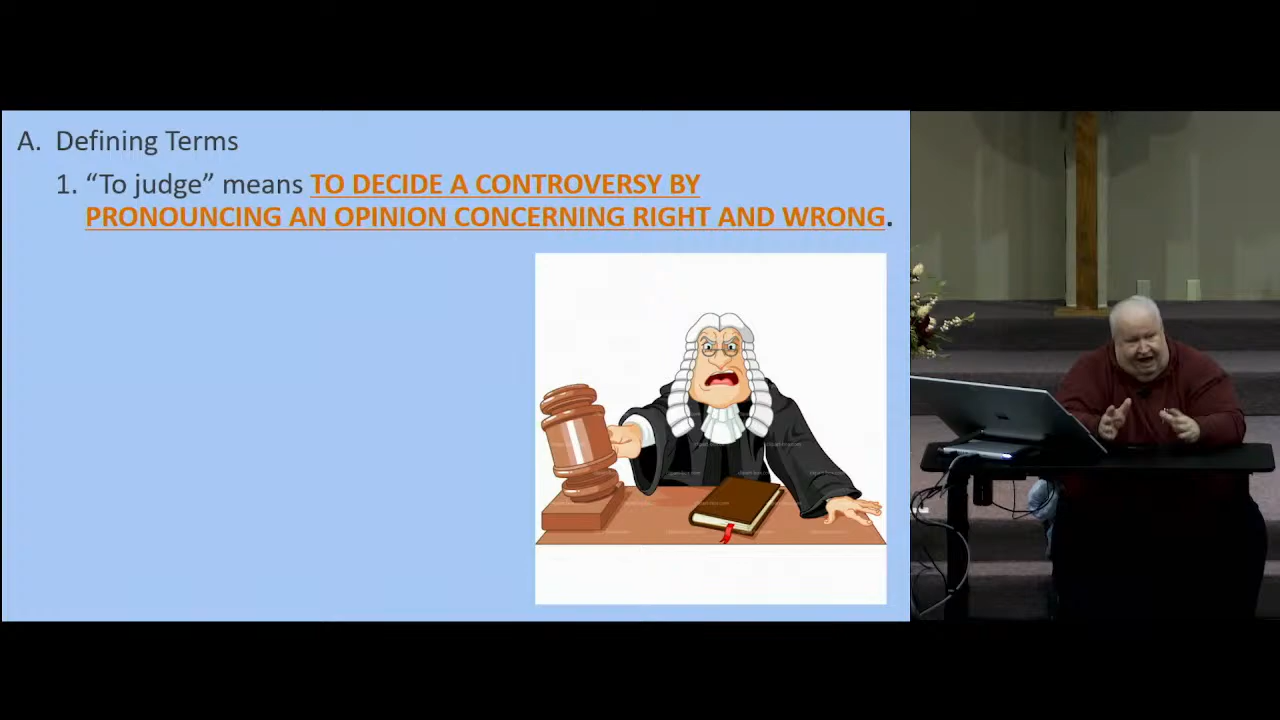 A. Defining Terms
1. “To judge” means TO DECIDE A CONTROVERSY BY
PRONOUNCING AN OPINION CONCERNING RIGHT AND WRONG.